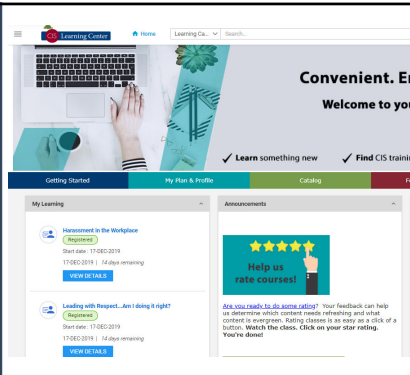 CIS Learning Center
Home
Learning Ca...
Search...
Convenient. E
Welcome to you
✓ Learn something new
✓ Find CIS traini
Getting Started
My Plan & Profile
Catalog
F
My Learning
Announcements
Harassment in the Workplace
Registered
Start date : 17-DEC-2019
17-DEC-2019 | 14 days remaining
VIEW DETAILS
Leading with Respect...Am I doing it right?
Registered
Start date : 17-DEC-2019
17-DEC-2019 | 14 days remaining
VIEW DETAILS
Help us
rate courses!
Are you ready to do some rating? Your feedback can help
us determine which content needs refreshing and what
content is evergreen. Rating classes is as easy as a click of a
button. Watch the class. Click on your star rating.
You're done!